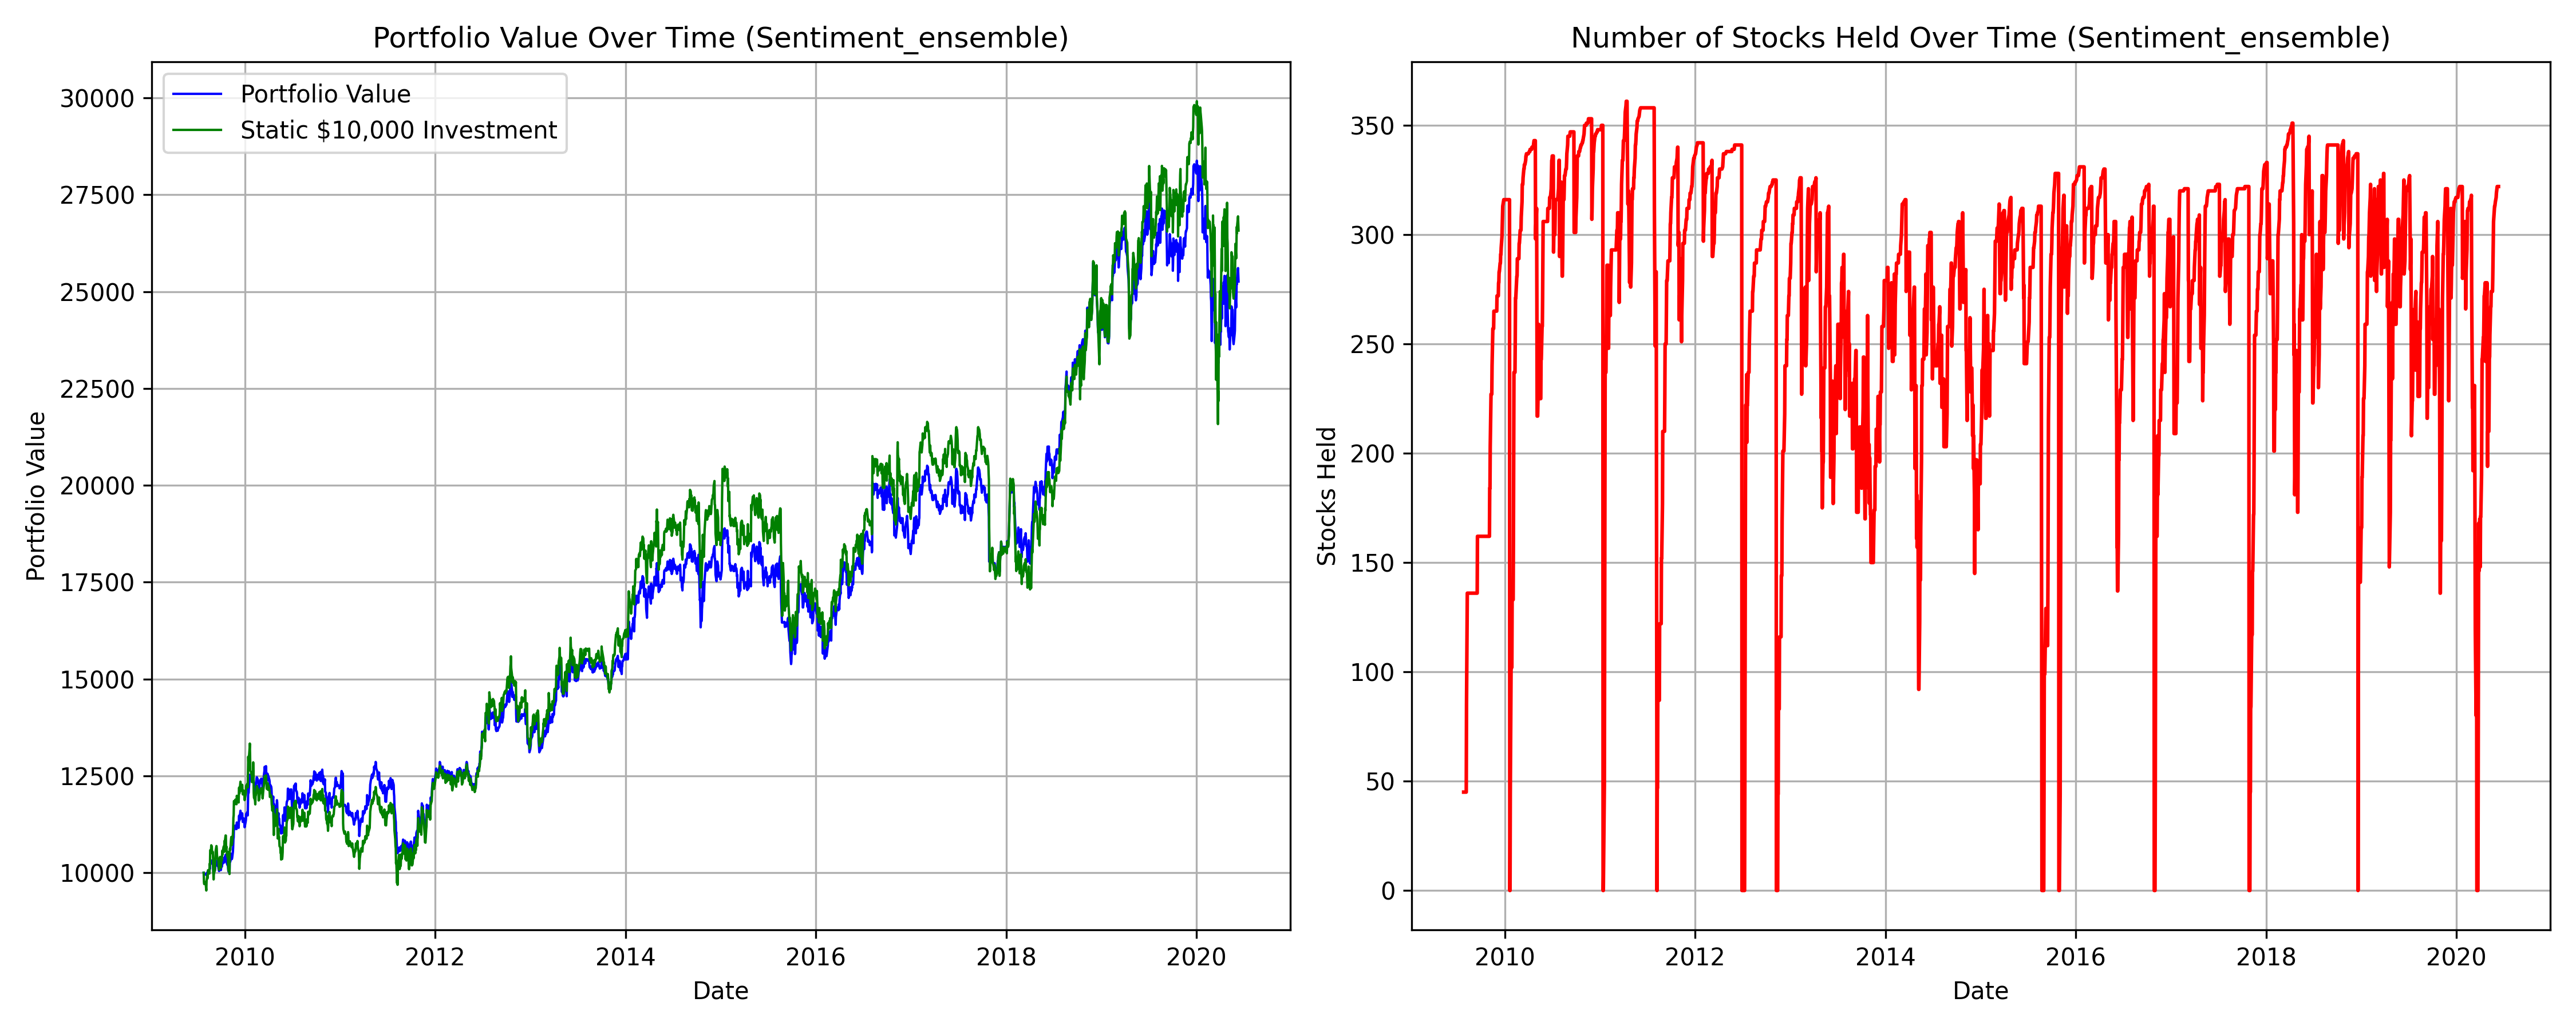 Portfolio Value Over Time (Sentiment_ensemble)
Portfolio Value
Static $10,000 Investment
30000
27500
25000
22500
20000
17500
15000
12500
10000
Portfolio Value
2010 2012 2014 2016 2018 2020
Date
Number of Stocks Held Over Time (Sentiment_ensemble)
350
300
250
200
150
100
50
0
Stocks Held
2010 2012 2014 2016 2018 2020
Date